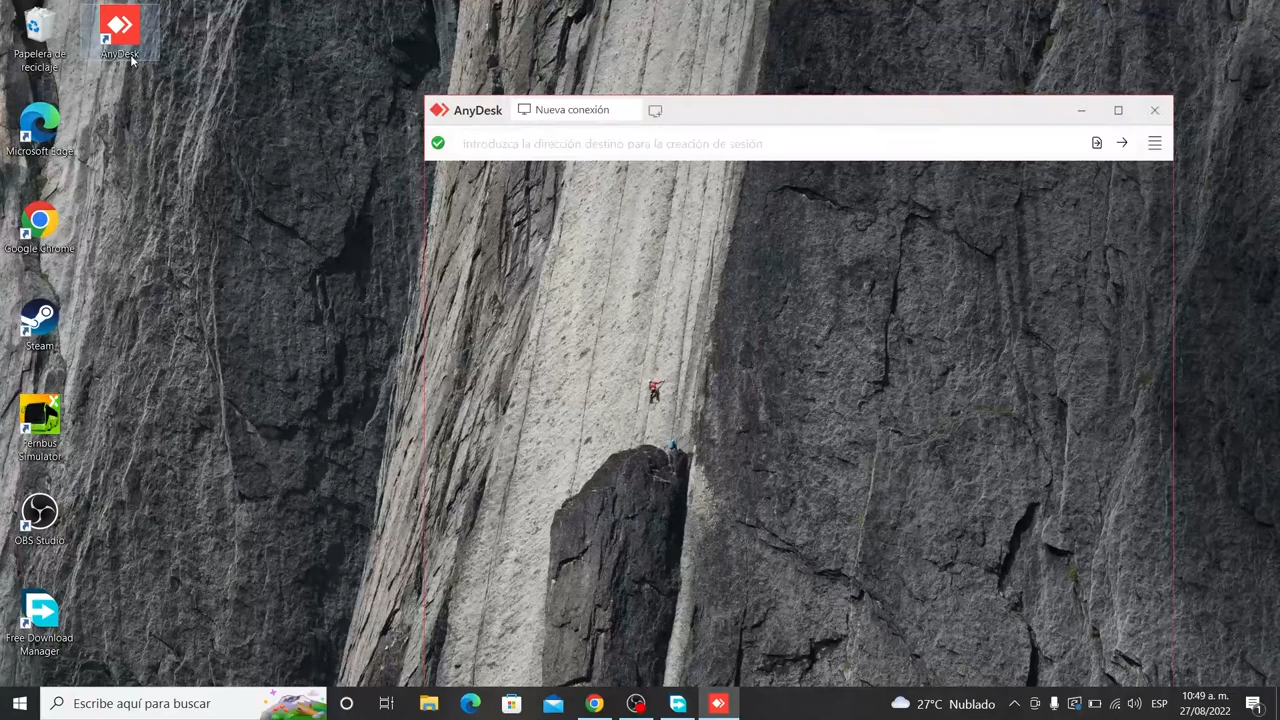 Papelera de
reciclaje
AnyDesk
Microsoft Edge
Google Chrome
Steam
Fernbus
Simulator
OBS Studio
Free Download
Manager
AnyDesk
Nueva conexión
Introduzca la dirección destino para la creación de sesión
Escribe aquí para buscar
27°C Nublado
ESP
10:49 a. m.
27/08/2022
1